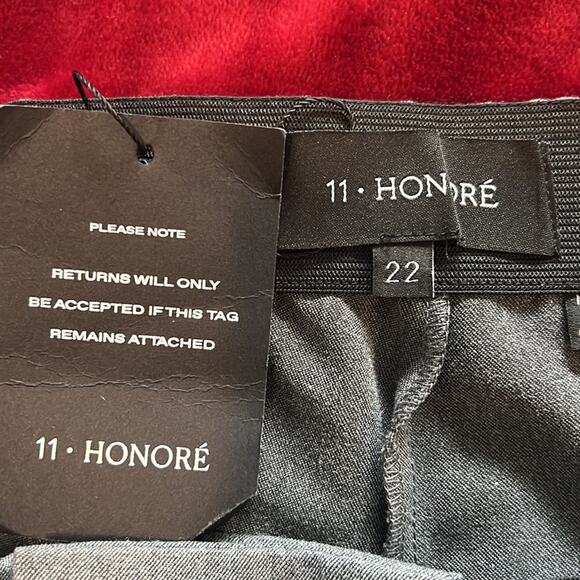 PLEASE NOTE
RETURNS WILL ONLY
BE ACCEPTED IF THIS TAG
REMAINS ATTACHED
11 • HONORÉ
11 • HONORÉ
22